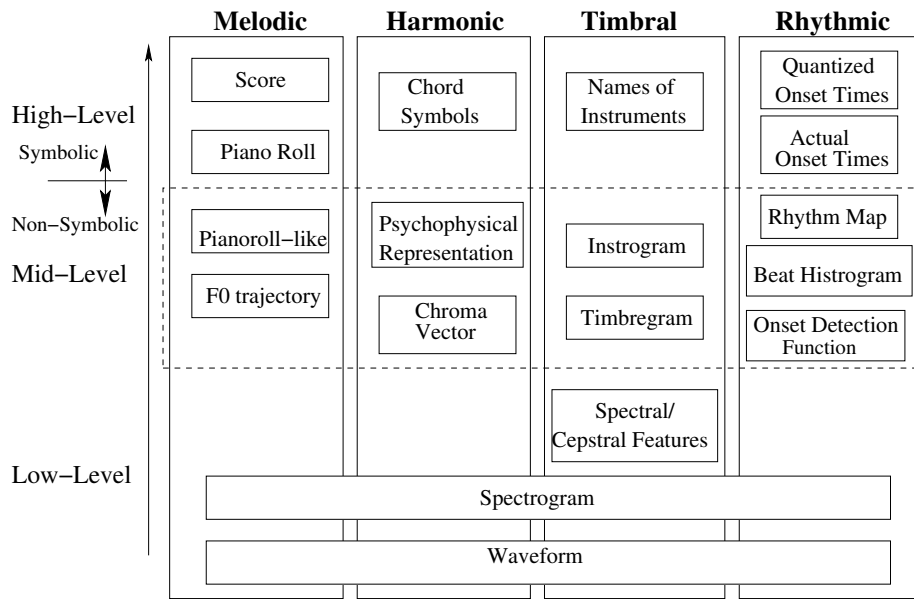 Melodic Harmonic Timbral Rhythmic
High−Level
Symbolic
Non−Symbolic
Mid−Level
Low−Level
Score
Piano Roll
Pianoroll−like
F0 trajectory
Chord
Symbols
Psychophysical
Representation
Chroma
Vector
Names of
Instruments
Instrogram
Timbregram
Spectral/
Cepstral Features
Quantized
Onset Times
Actual
Onset Times
Rhythm Map
Beat Histrogram
Onset Detection
Function
Spectrogram
Waveform